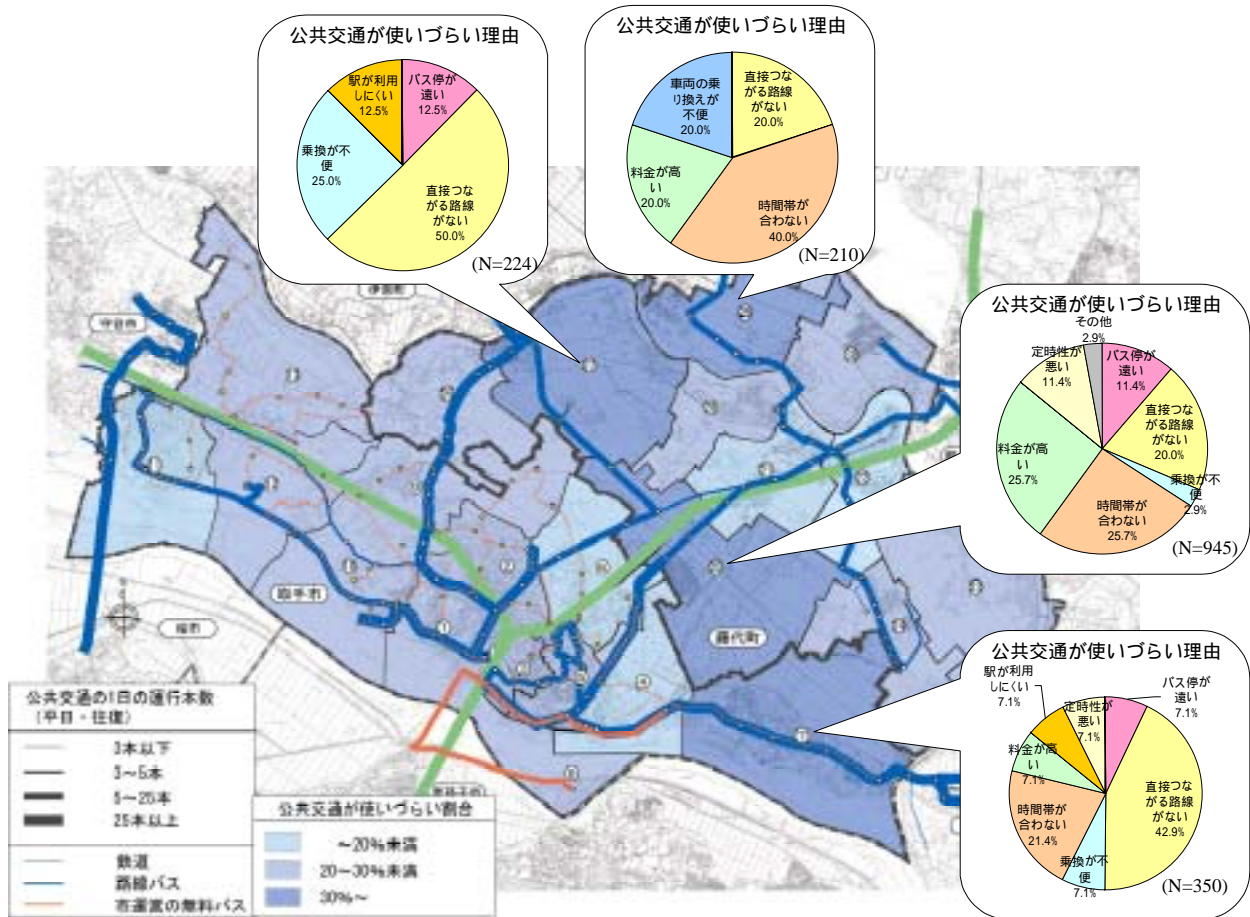 公共交通が使いづらい理由
駅が利用
しにくい
12.5%
バス停が
遠い
12.5%
乗換が不
便
25.0%
直接つな
がる路線
がない
50.0%
(N=224)
公共交通が使いづらい理由
車両の乗
り換えが
不便
20.0%
直接つな
がる路線
がない
20.0%
料金が高
い
20.0%
時間帯が
合わない
40.0%
(N=210)
公共交通が使いづらい理由
その他
2.9%
定時性が
悪い
11.4%
バス停が
遠い
11.4%
直接つな
がる路線
がない
20.0%
料金が高
い
25.7%
乗換が不
便
2.9%
時間帯が
合わない
25.7%
(N=945)
公共交通が使いづらい理由
駅が利用
しにくい
7.1%
定時性が
悪い
7.1%
バス停が
遠い
7.1%
料金が高
い
7.1%
直接つな
がる路線
がない
42.9%
時間帯が
合わない
21.4%
乗換が不
便
7.1%
(N=350)
守谷市
取手市
藤代町
公共交通の1日の運行本数
(平日・往復)
3本以下
3～5本
5～25本
25本以上
鉄道
路線バス
市運営の無料バス
公共交通が使いづらい割合
～20%未満
20～30%未満
30%～